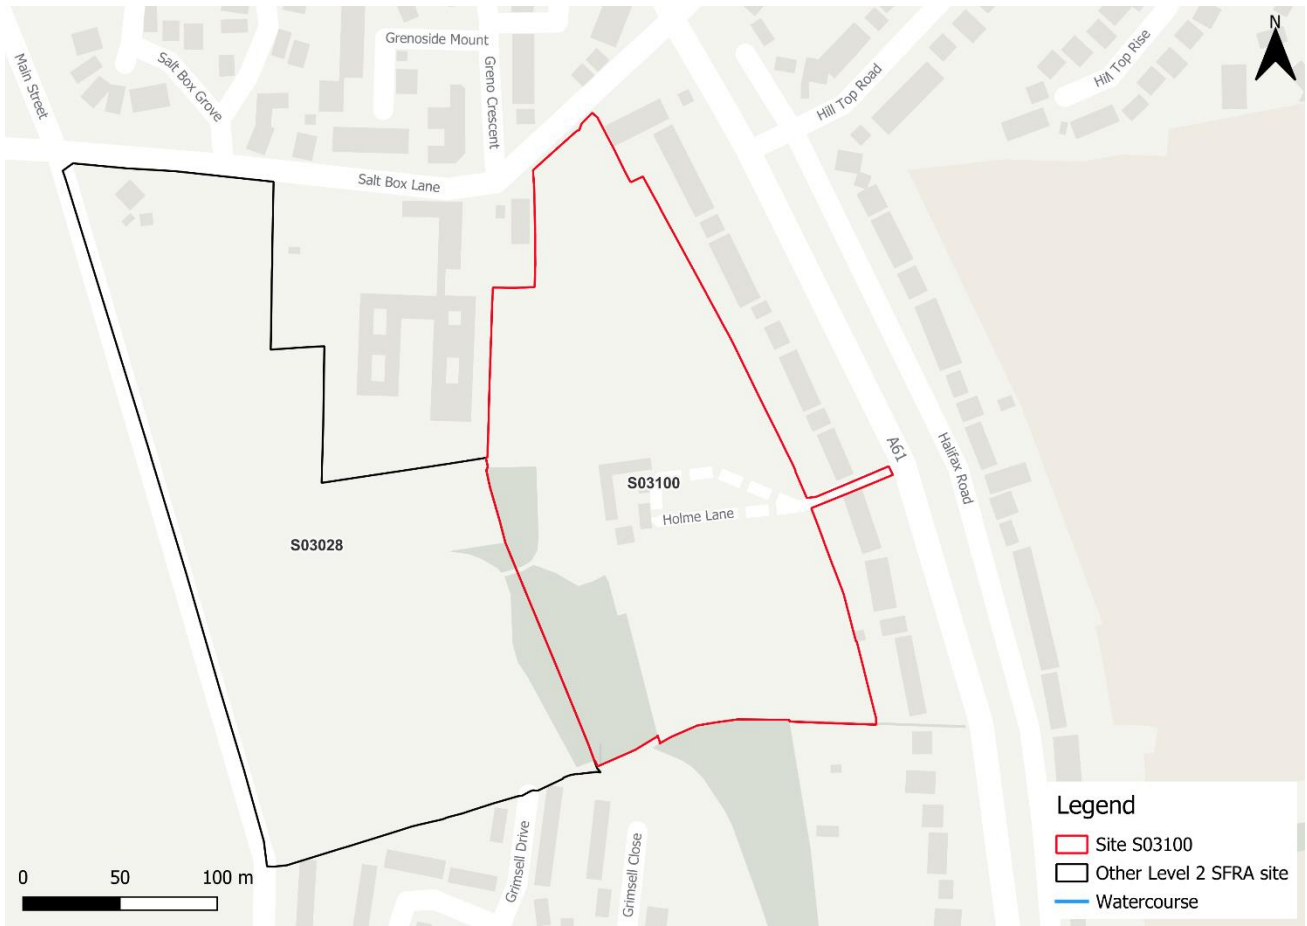 N
Grenoside Mount
Main Street
Salt Box Grove
Greno Crescent
Hill Top Road
Hill Top Rise
Salt Box Lane
A61
Halifax Road
S03100
Holme Lane
S03028
Grimsell Drive
Grimsell Close
Legend
Site S03100
Other Level 2 SFRA site
Watercourse
0 50 100 m